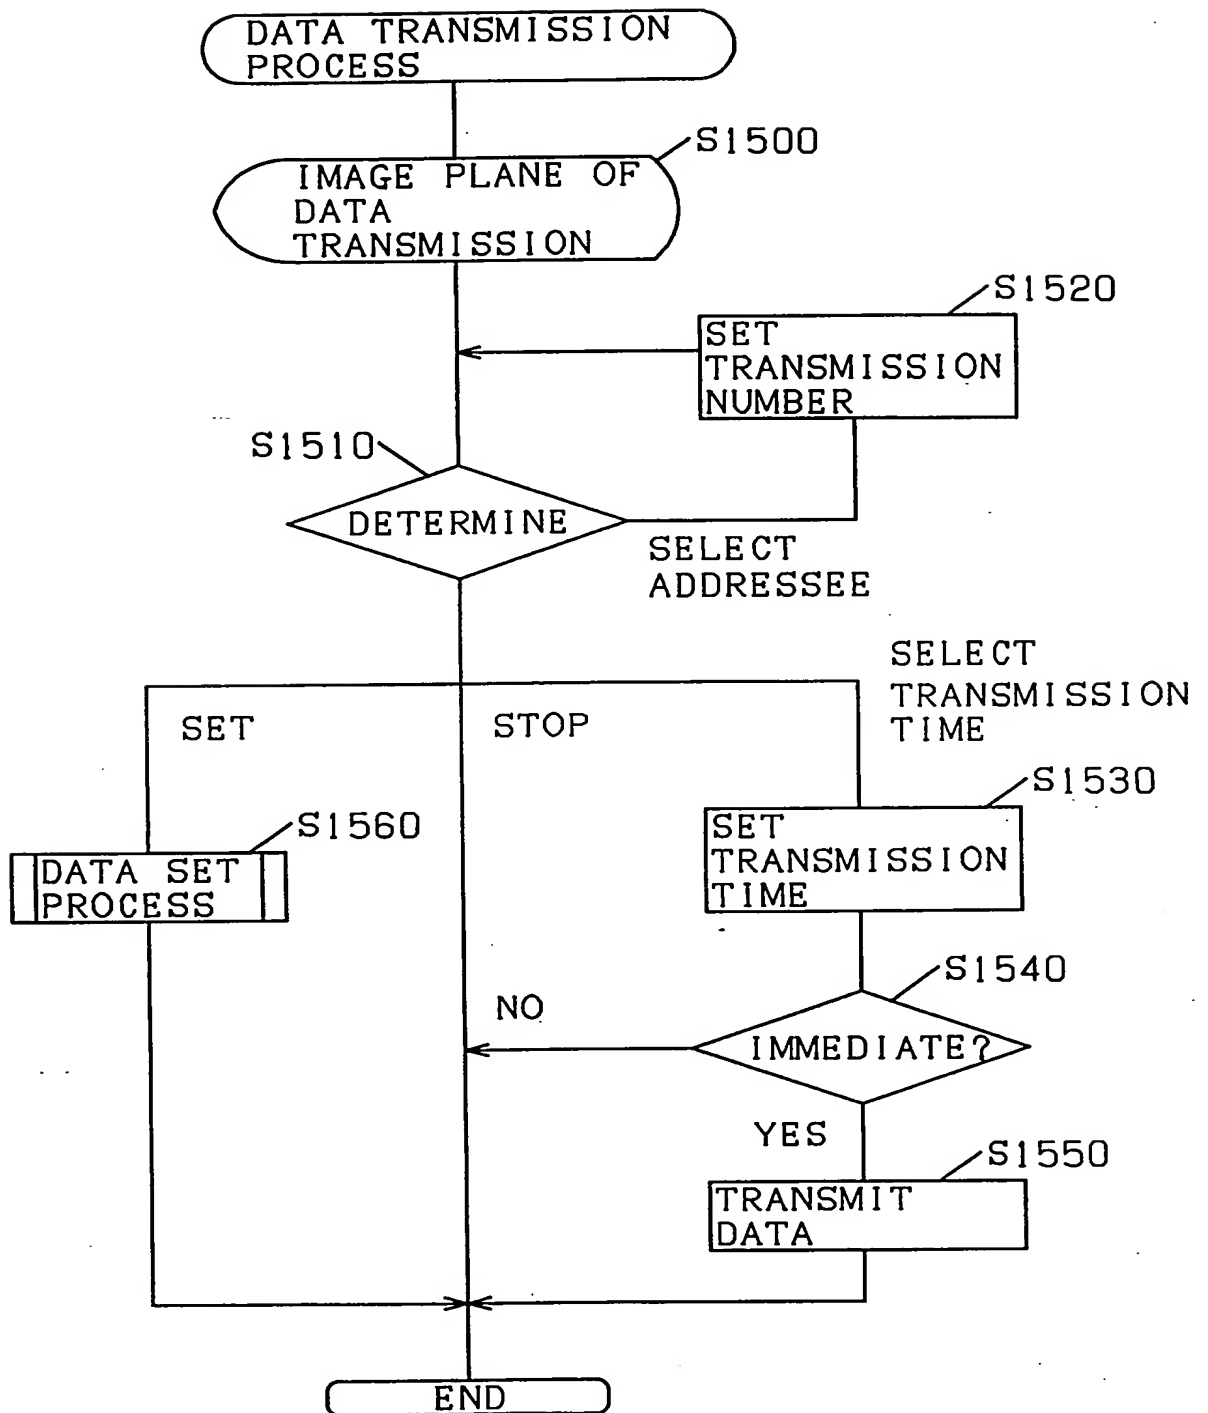 DATA TRANSMISSION
PROCESS
S1500
IMAGE PLANE OF
DATA
TRANSMISSION
S1520
SET
TRANSMISSION
NUMBER
S1510
DETERMINE
SELECT
ADDRESSEE
SELECT
TRANSMISSION
TIME
SET
STOP
S1530
SET
TRANSMISSION
TIME
S1560
DATA SET
PROCESS
S1540
NO
IMMEDIATE?
YES
S1550
TRANSMIT
DATA
END